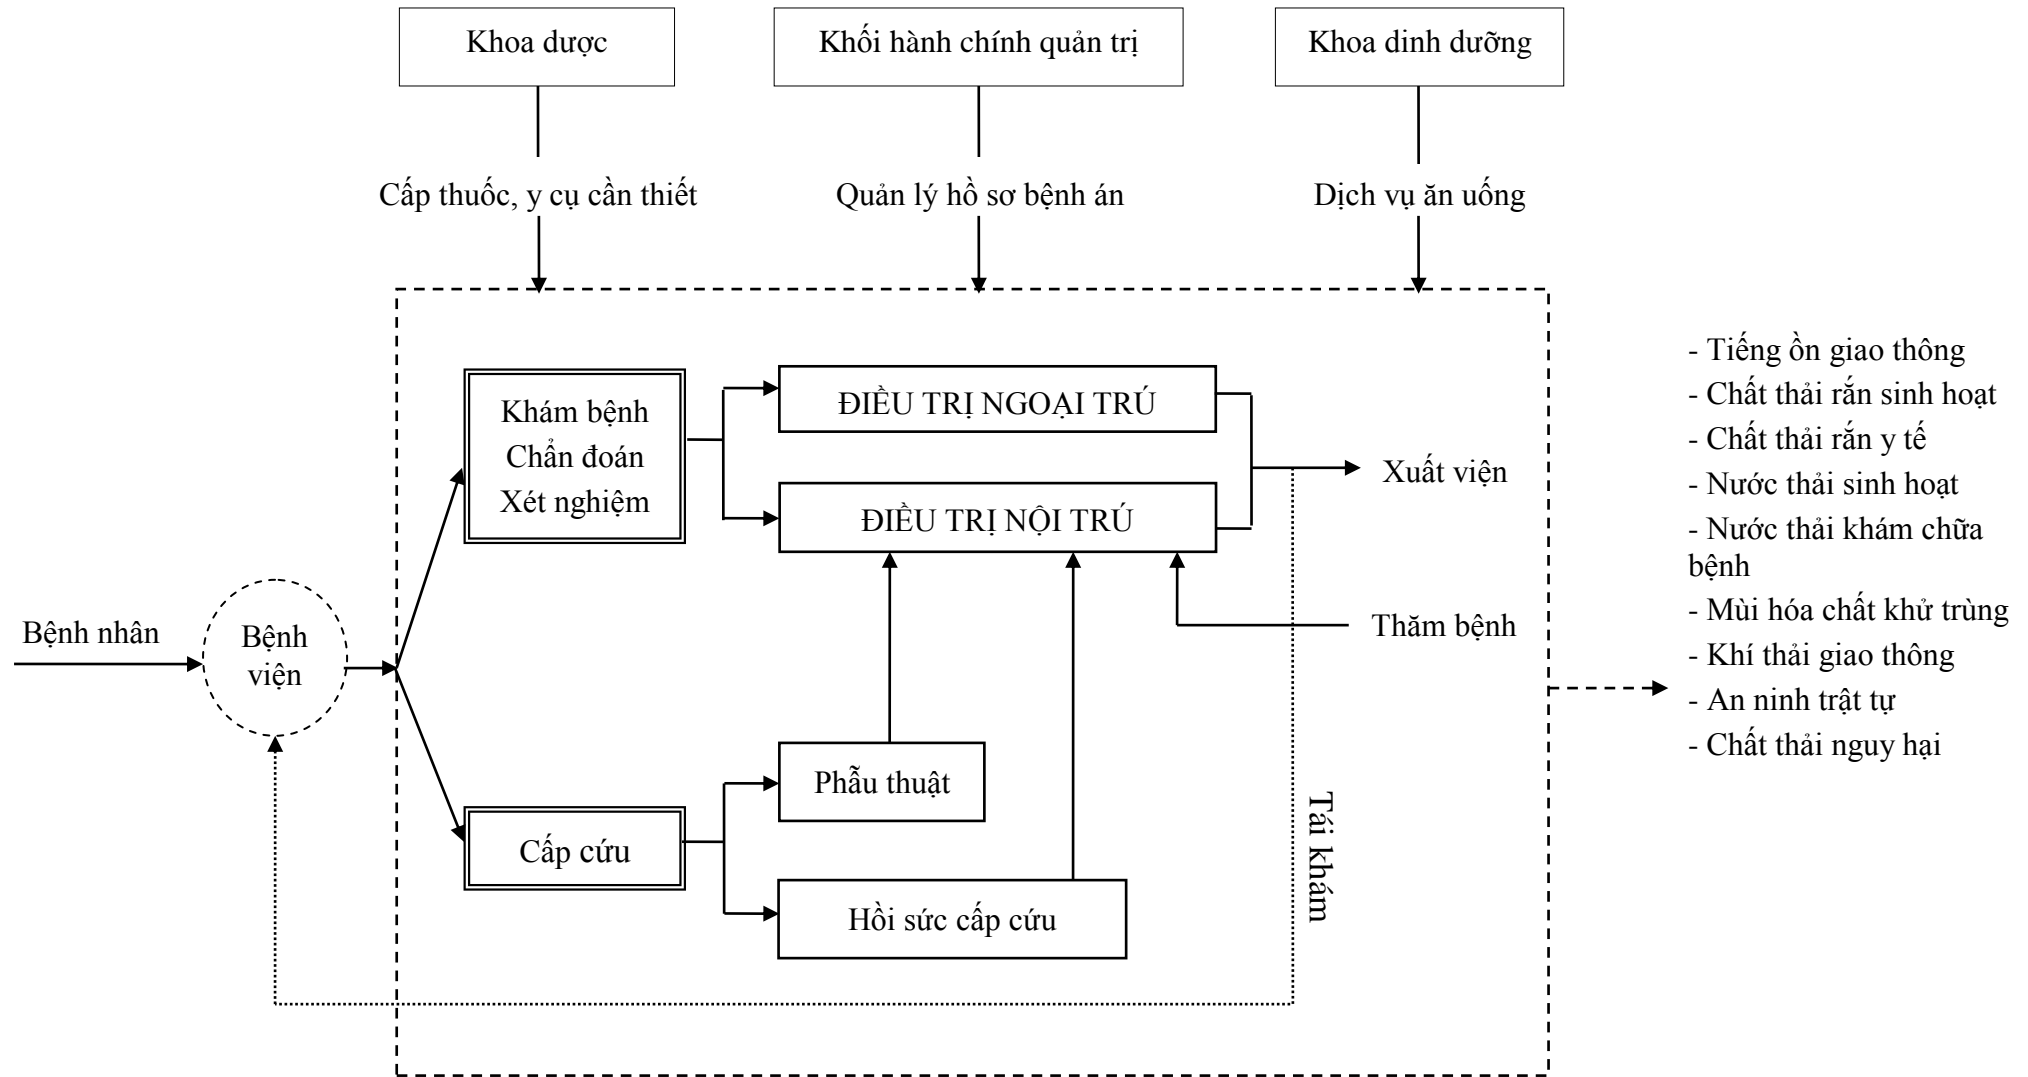 Khoa dược
Khối hành chính quản trị
Khoa dinh dưỡng
Cấp thuốc, y cụ cần thiết
Quản lý hồ sơ bệnh án
Dịch vụ ăn uống
Bệnh nhân
Bệnh
viện
Khám bệnh
Chẩn đoán
Xét nghiệm
ĐIỀU TRỊ NGOẠI TRÚ
ĐIỀU TRỊ NỘI TRÚ
Xuất viện
Thăm bệnh
Cấp cứu
Phẫu thuật
Hồi sức cấp cứu
Tái khám
- Tiếng ồn giao thông
- Chất thải rắn sinh hoạt
- Chất thải rắn y tế
- Nước thải sinh hoạt
- Nước thải khám chữa
bệnh
- Mùi hóa chất khử trùng
- Khí thải giao thông
- An ninh trật tự
- Chất thải nguy hại